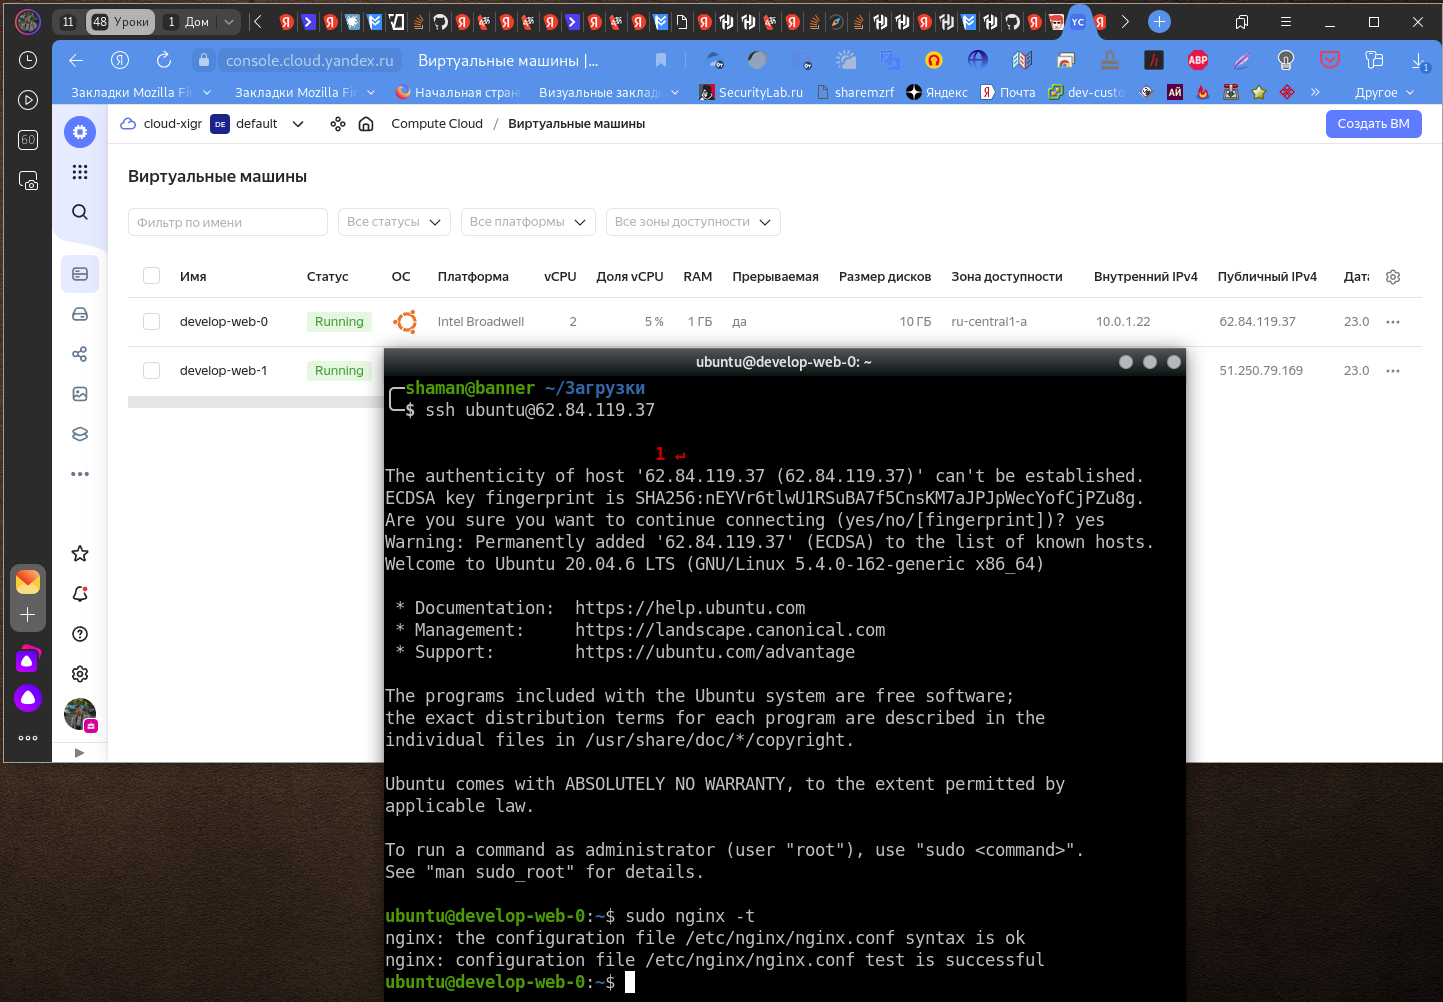 11
48 Уроки
1 Дом
YC
console.cloud.yandex.ru
Виртуальные машины |...
ABP
1
Закладки Mozilla Fi
Закладки Mozilla Fir
Начальная стран
Визуальные заклад
SecurityLab.ru
sharemzrf
Яндекс
Почта
dev-custo
АЙ
»
Другое
60
cloud-xigr
DE
default
Compute Cloud / Виртуальные машины
Создать ВМ
Виртуальные машины
Фильтр по имени
Все статусы
Все платформы
Все зоны доступности
Имя Статус ОС Платформа vCPU Доля vCPU RAM Прерываемая Размер дисков Зона доступности Внутренний IPv4 Публичный IPv4 Дата
develop-web-0 Running Intel Broadwell 2 5 % 1 ГБ да 10 ГБ ru-central1-a 10.0.1.22 62.84.119.37 23.0
develop-web-1 Running 51.250.79.169 23.0
ubuntu@develop-web-0: ~
shaman@banner ~/Загрузки
$ ssh ubuntu@62.84.119.37
1 ↵
The authenticity of host '62.84.119.37 (62.84.119.37)' can't be established.
ECDSA key fingerprint is SHA256:nEYVr6tlwU1RSuBA7f5CnsKM7aJPJpWecYofCjPZu8g.
Are you sure you want to continue connecting (yes/no/[fingerprint])? yes
Warning: Permanently added '62.84.119.37' (ECDSA) to the list of known hosts.
Welcome to Ubuntu 20.04.6 LTS (GNU/Linux 5.4.0-162-generic x86_64)
* Documentation: https://help.ubuntu.com
* Management: https://landscape.canonical.com
* Support: https://ubuntu.com/advantage
The programs included with the Ubuntu system are free software;
the exact distribution terms for each program are described in the
individual files in /usr/share/doc/*/copyright.
Ubuntu comes with ABSOLUTELY NO WARRANTY, to the extent permitted by
applicable law.
To run a command as administrator (user "root"), use "sudo <command>".
See "man sudo_root" for details.
ubuntu@develop-web-0:~$ sudo nginx -t
nginx: the configuration file /etc/nginx/nginx.conf syntax is ok
nginx: configuration file /etc/nginx/nginx.conf test is successful
ubuntu@develop-web-0:~$